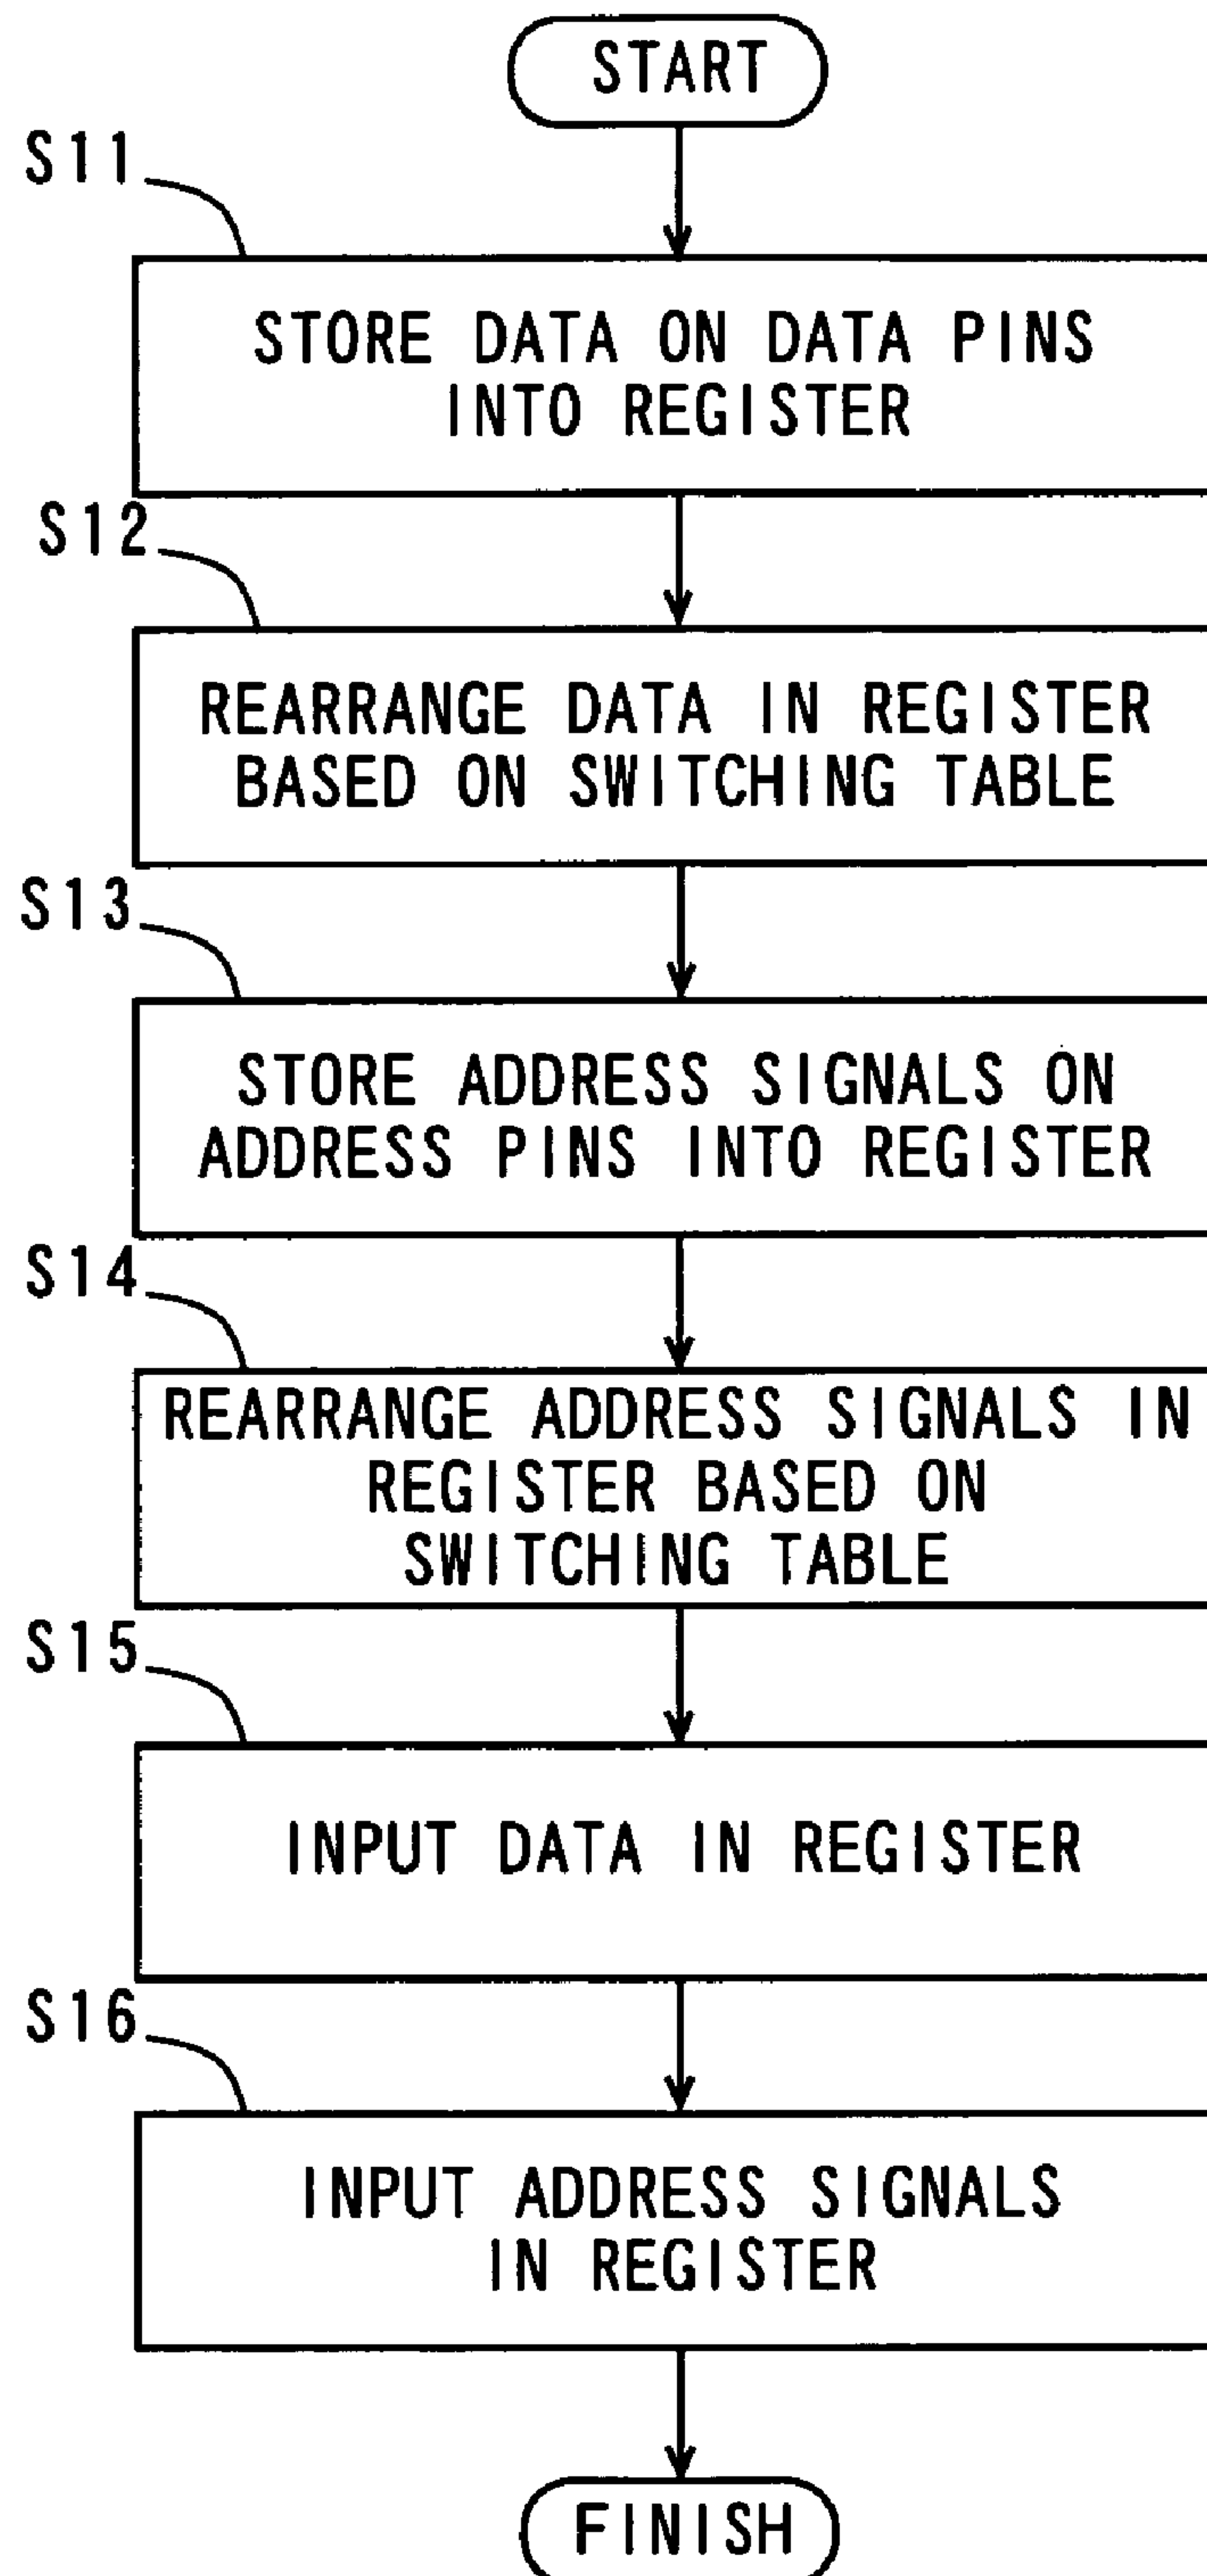 START
S11
STORE DATA ON DATA PINS
INTO REGISTER
S12
REARRANGE DATA IN REGISTER
BASED ON SWITCHING TABLE
S13
STORE ADDRESS SIGNALS ON
ADDRESS PINS INTO REGISTER
S14
REARRANGE ADDRESS SIGNALS IN
REGISTER BASED ON
SWITCHING TABLE
S15
INPUT DATA IN REGISTER
S16
INPUT ADDRESS SIGNALS
IN REGISTER
FINISH